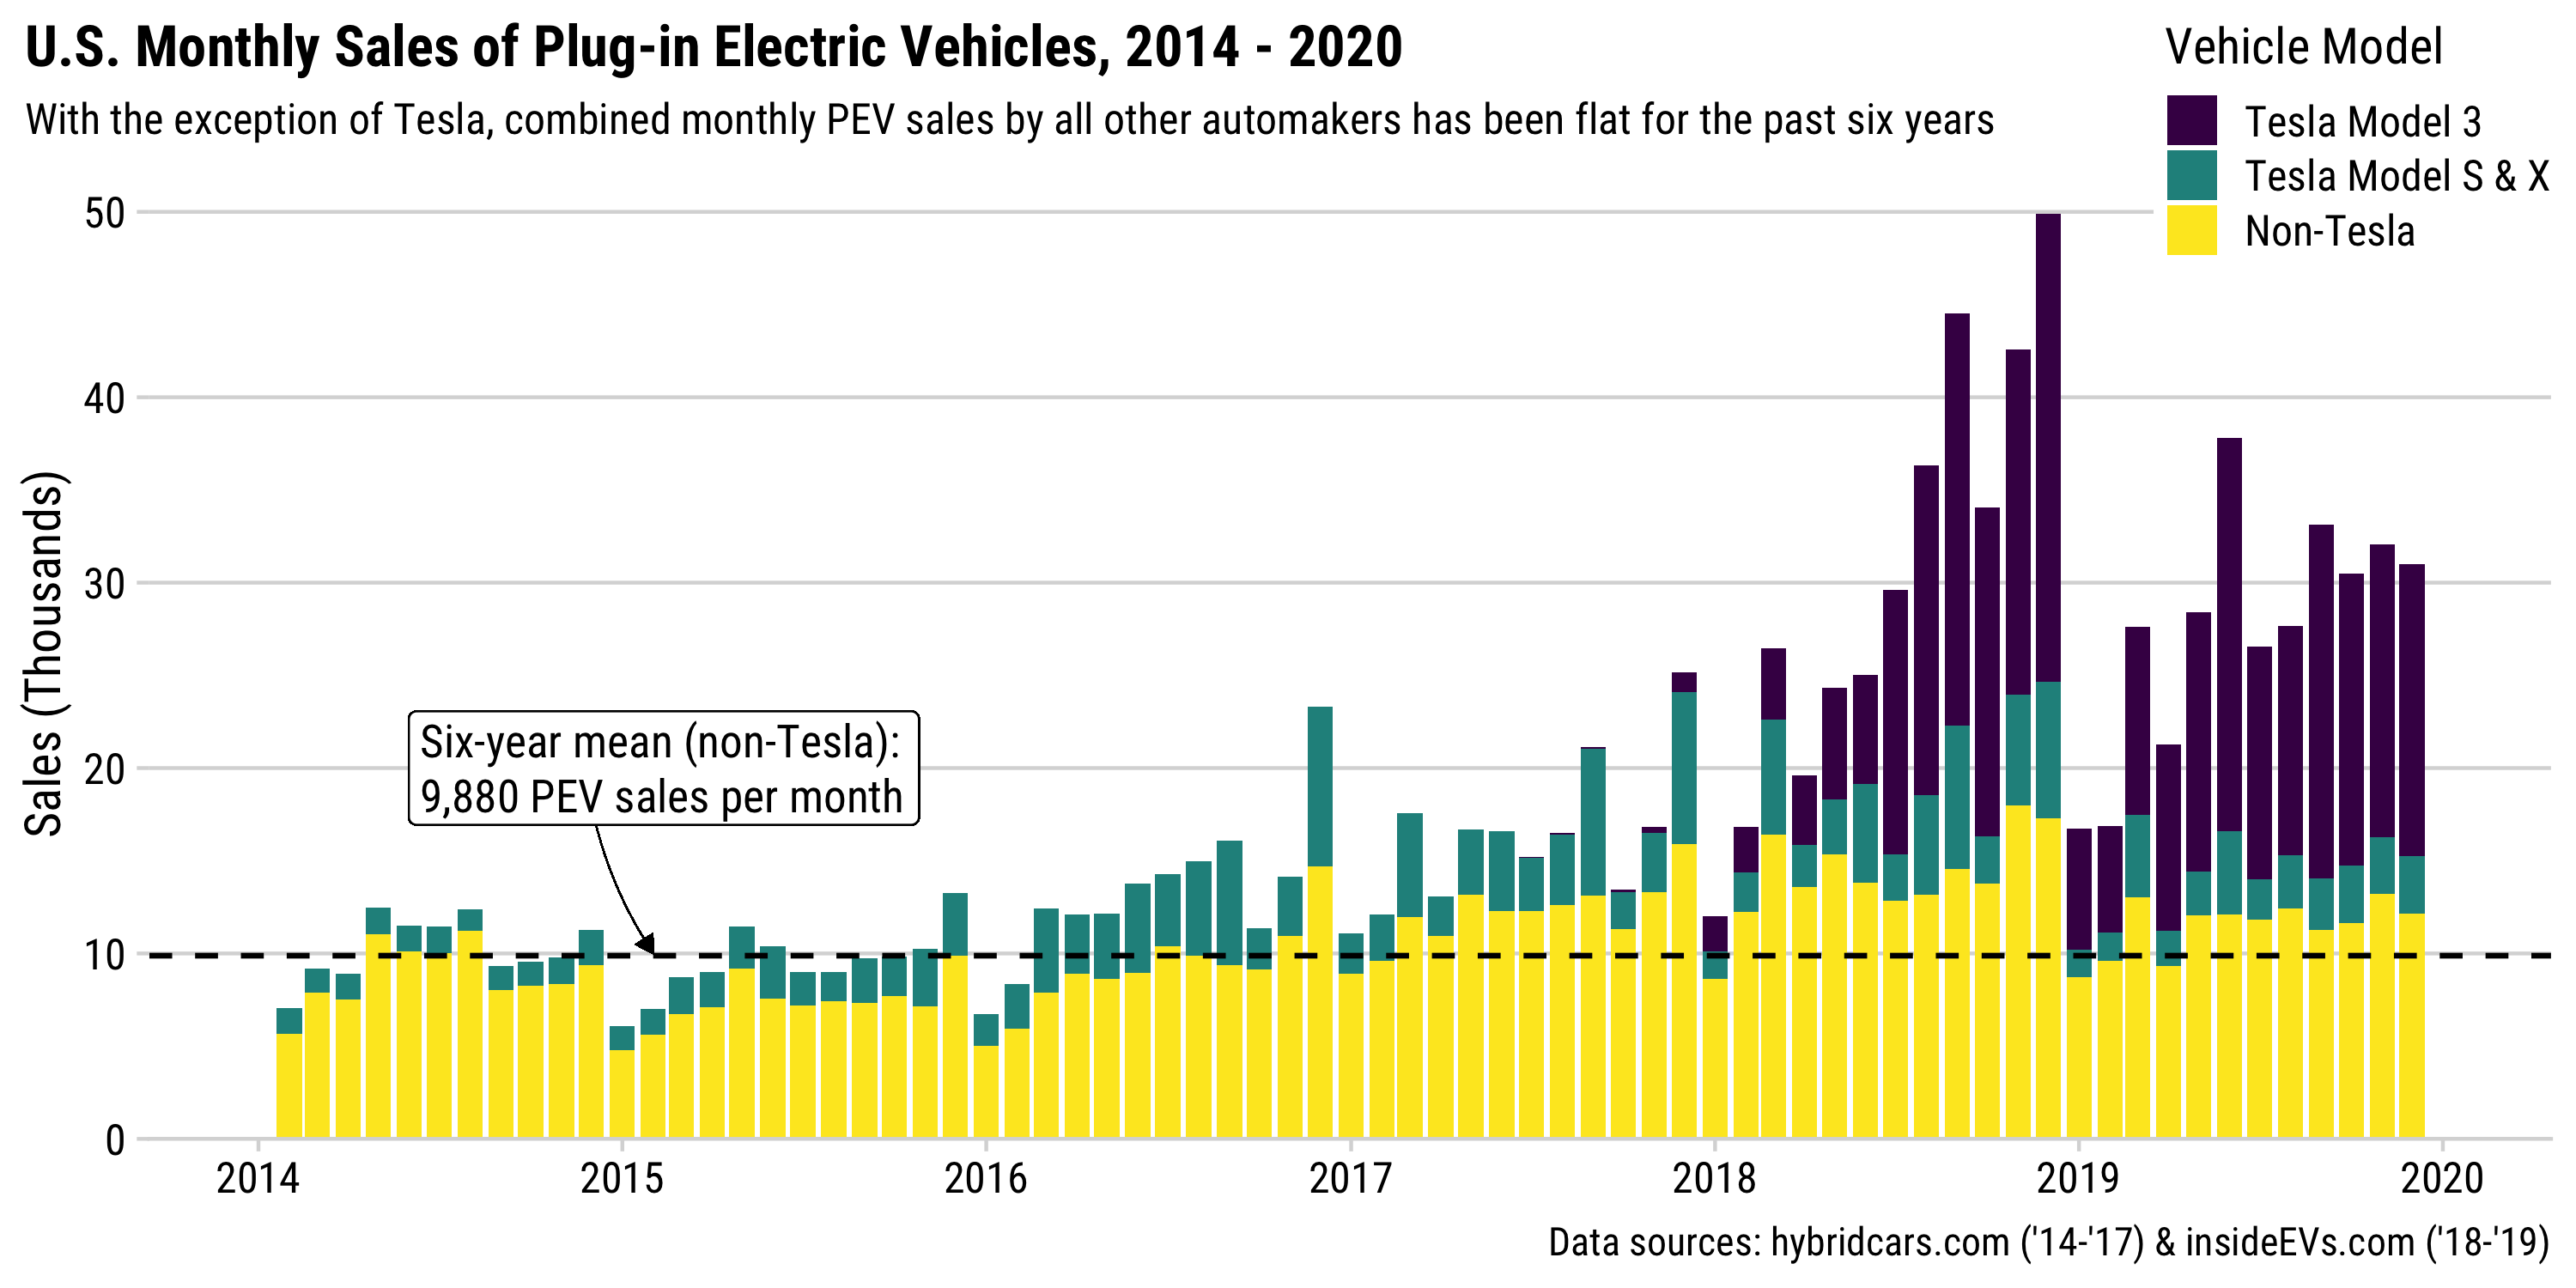 U.S. Monthly Sales of Plug-in Electric Vehicles, 2014 - 2020
With the exception of Tesla, combined monthly PEV sales by all other automakers has been flat for the past six years
Vehicle Model
Tesla Model 3
Tesla Model S & X
Non-Tesla
Sales (Thousands)
50
40
30
20
10
0
Six-year mean (non-Tesla):
9,880 PEV sales per month
2014
2015
2016
2017
2018
2019
2020
Data sources: hybridcars.com ('14-'17) & insideEVs.com ('18-'19)